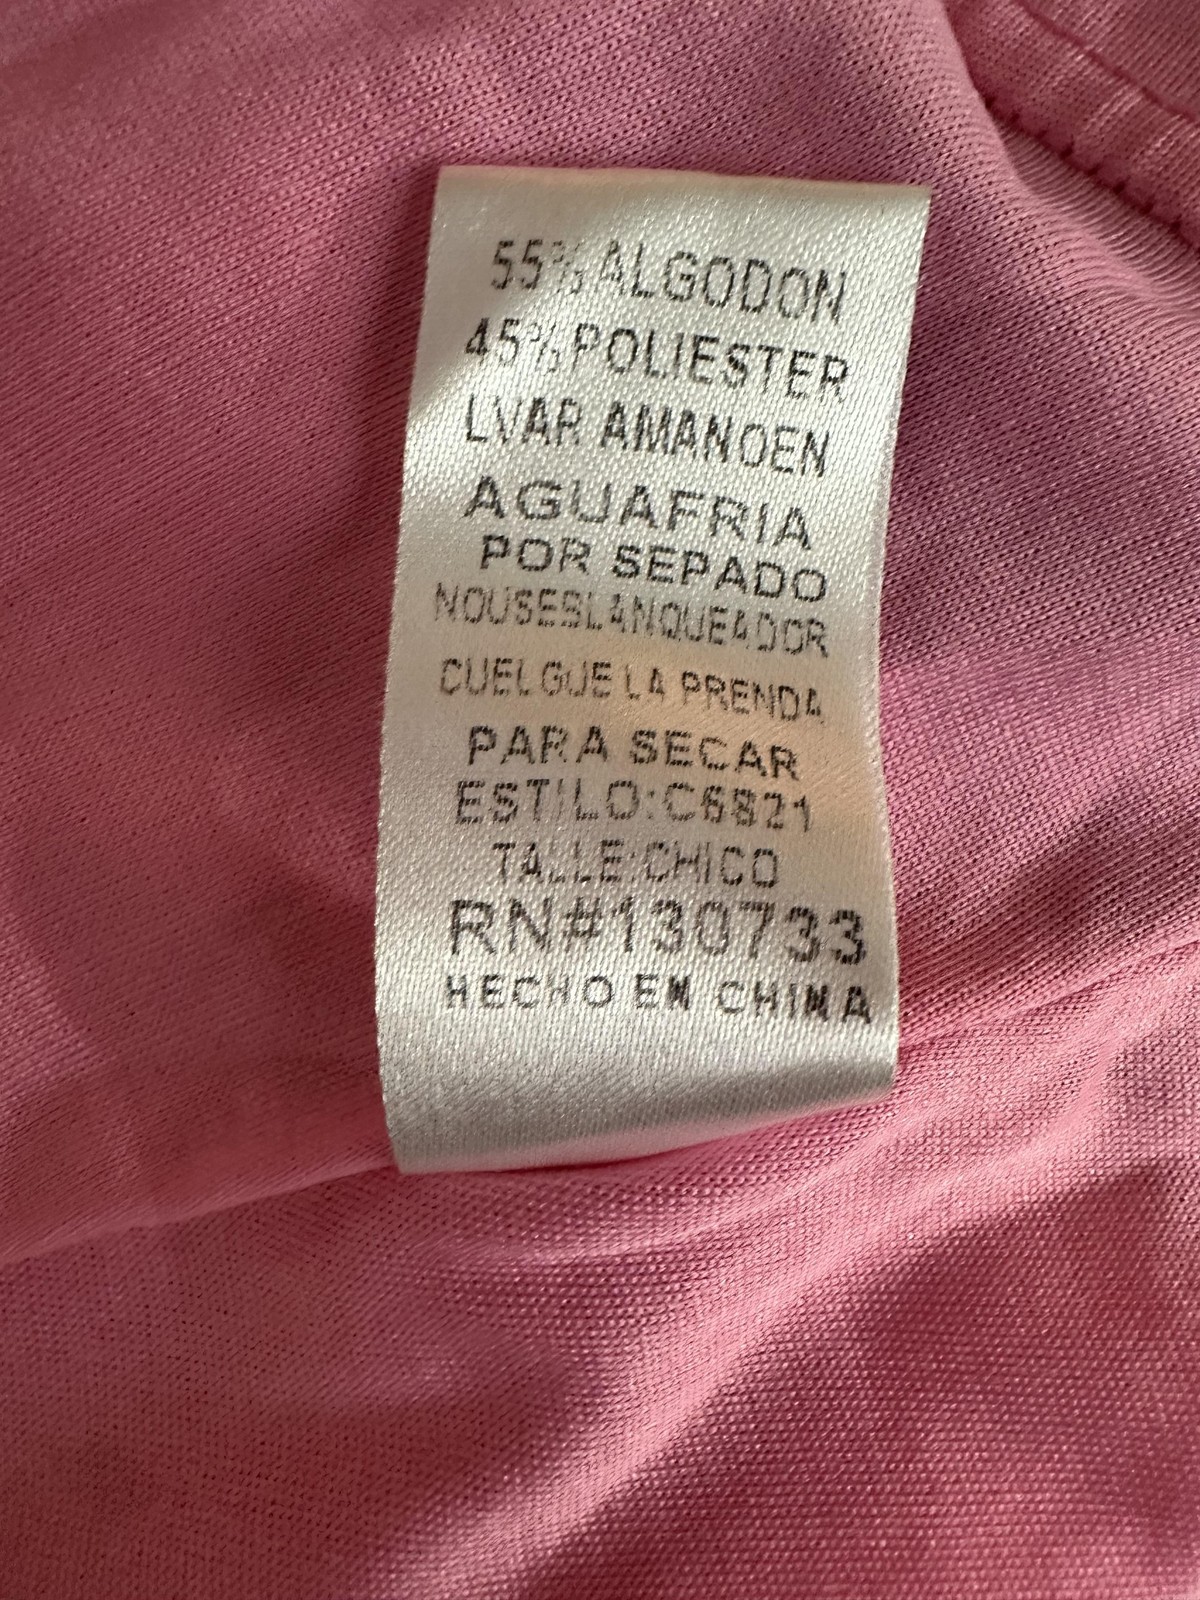 55% ALGODON
45% POLIESTER
LVAR AMANOEN
AGUAFRIA
POR SEPADO
NOUSEBLANQUEADOR
CUELGUE LA PRENDA
PARA SECAR
ESTILO:C6821
TALLE:CHICO
RN#130733
HECHO EN CHINA